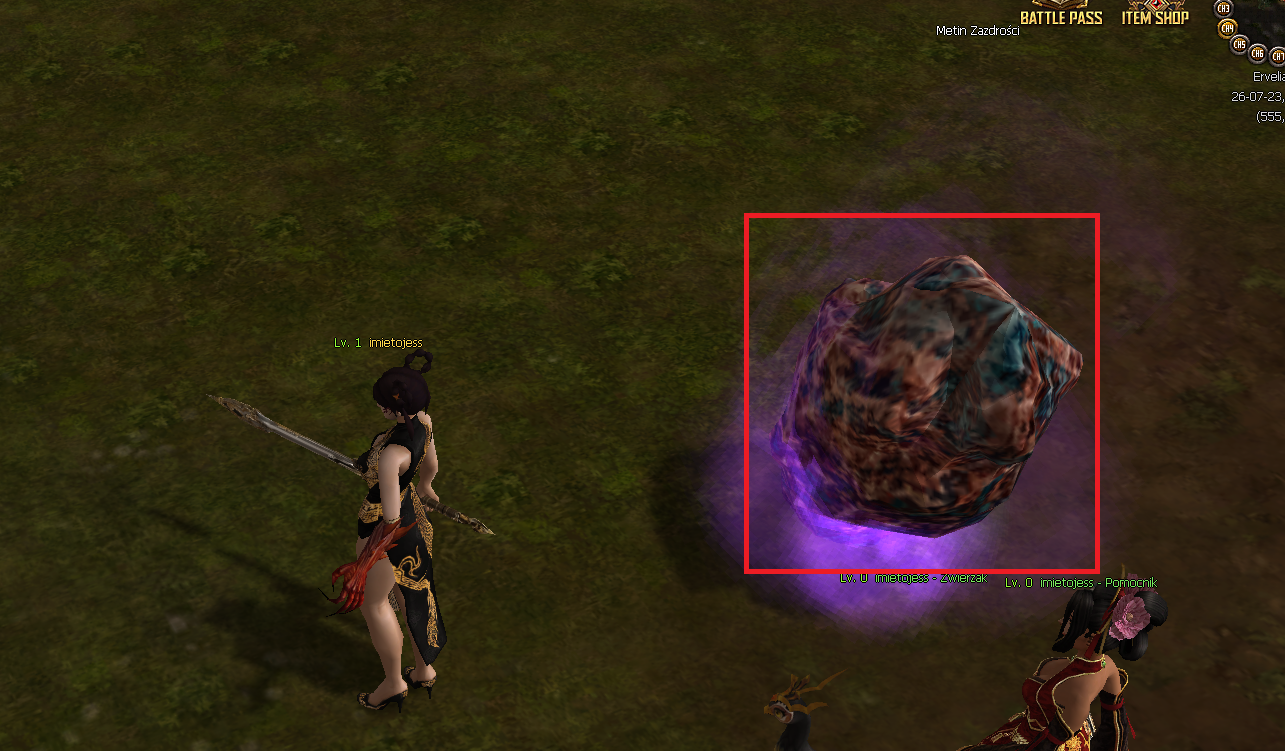 BATTLE PASS
ITEM SHOP
CH3
CH4
CH5
CH6
CH7
Metin Zazdrości
Ervelia
26-07-23,
(555,
Lv. 1 imietojess
Lv. 0 imietojess - Zwierzak
Lv. 0 imietojess - Pomocnik